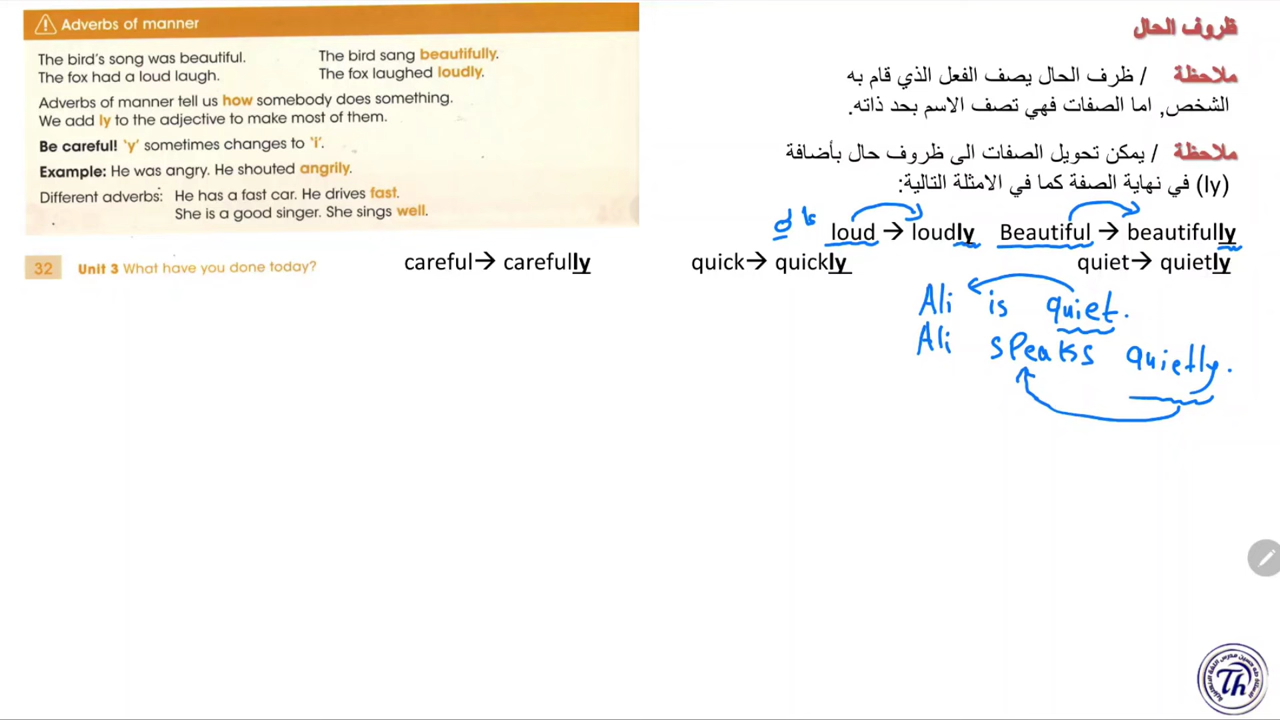 Adverbs of manner
The bird's song was beautiful. The bird sang beautifully.
The fox had a loud laugh. The fox laughed loudly.
Adverbs of manner tell us how somebody does something.
We add ly to the adjective to make most of them.
Be careful! 'y' sometimes changes to 'i'.
Example: He was angry. He shouted angrily.
Different adverbs: He has a fast car. He drives fast.
She is a good singer. She sings well.
32 Unit 3 What have you done today?
ظروف الحال
ملاحظة / ظرف الحال يصف الفعل الذي قام به
الشخص, اما الصفات فهي تصف الاسم بحد ذاته.
ملاحظة / يمكن تحويل الصفات الى ظروف حال بأضافة
(ly) في نهاية الصفة كما في الامثلة التالية:
loud → loudly Beautiful → beautifully
careful→ carefully quick→ quickly quiet→ quietly
Ali is quiet.
Ali speaks quietly.
Th